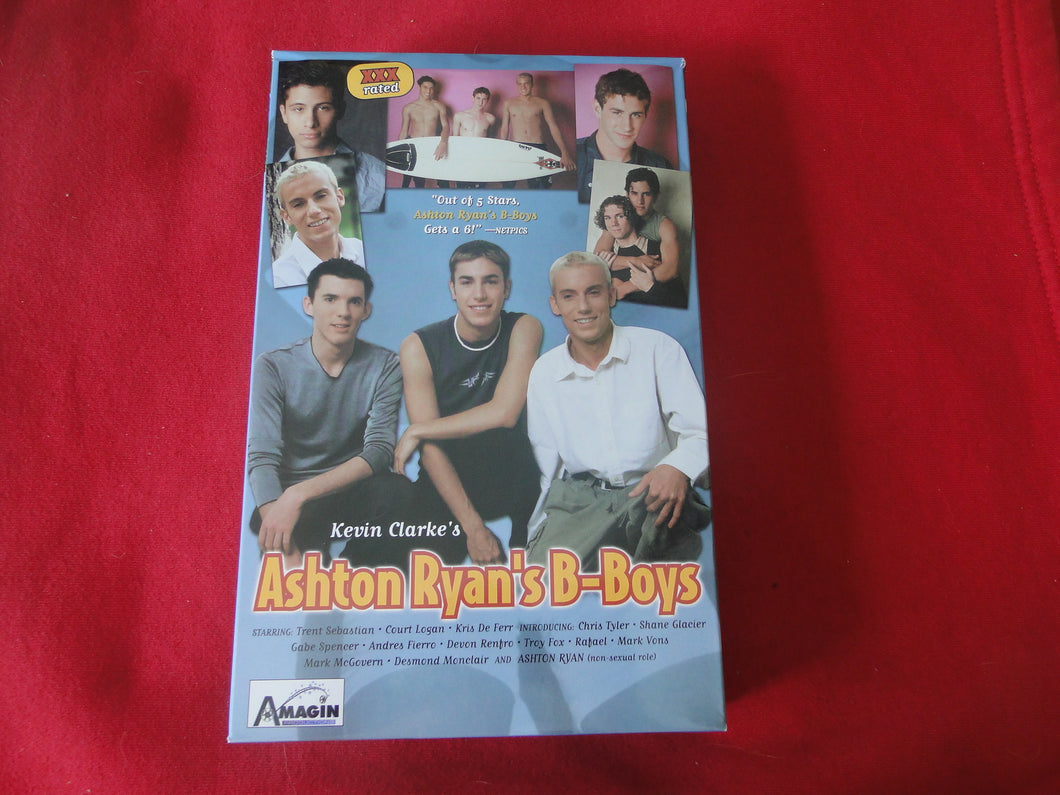 XXX
rated
"Out of 5 Stars,
Ashton Ryan's B-Boys
Gets a 6!" —NETPICS
Kevin Clarke's
Ashton Ryan's B-Boys
STARRING: Trent Sebastian • Court Logan • Kris De Ferr INTRODUCING: Chris Tyler • Shane Glacier
Gabe Spencer • Andres Fierro • Devon Renfro • Troy Fox • Rafael • Mark Vons
Mark McGovern • Desmond Monclair AND ASHTON RYAN (non-sexual role)
AMAGIN
PRODUCTIONS